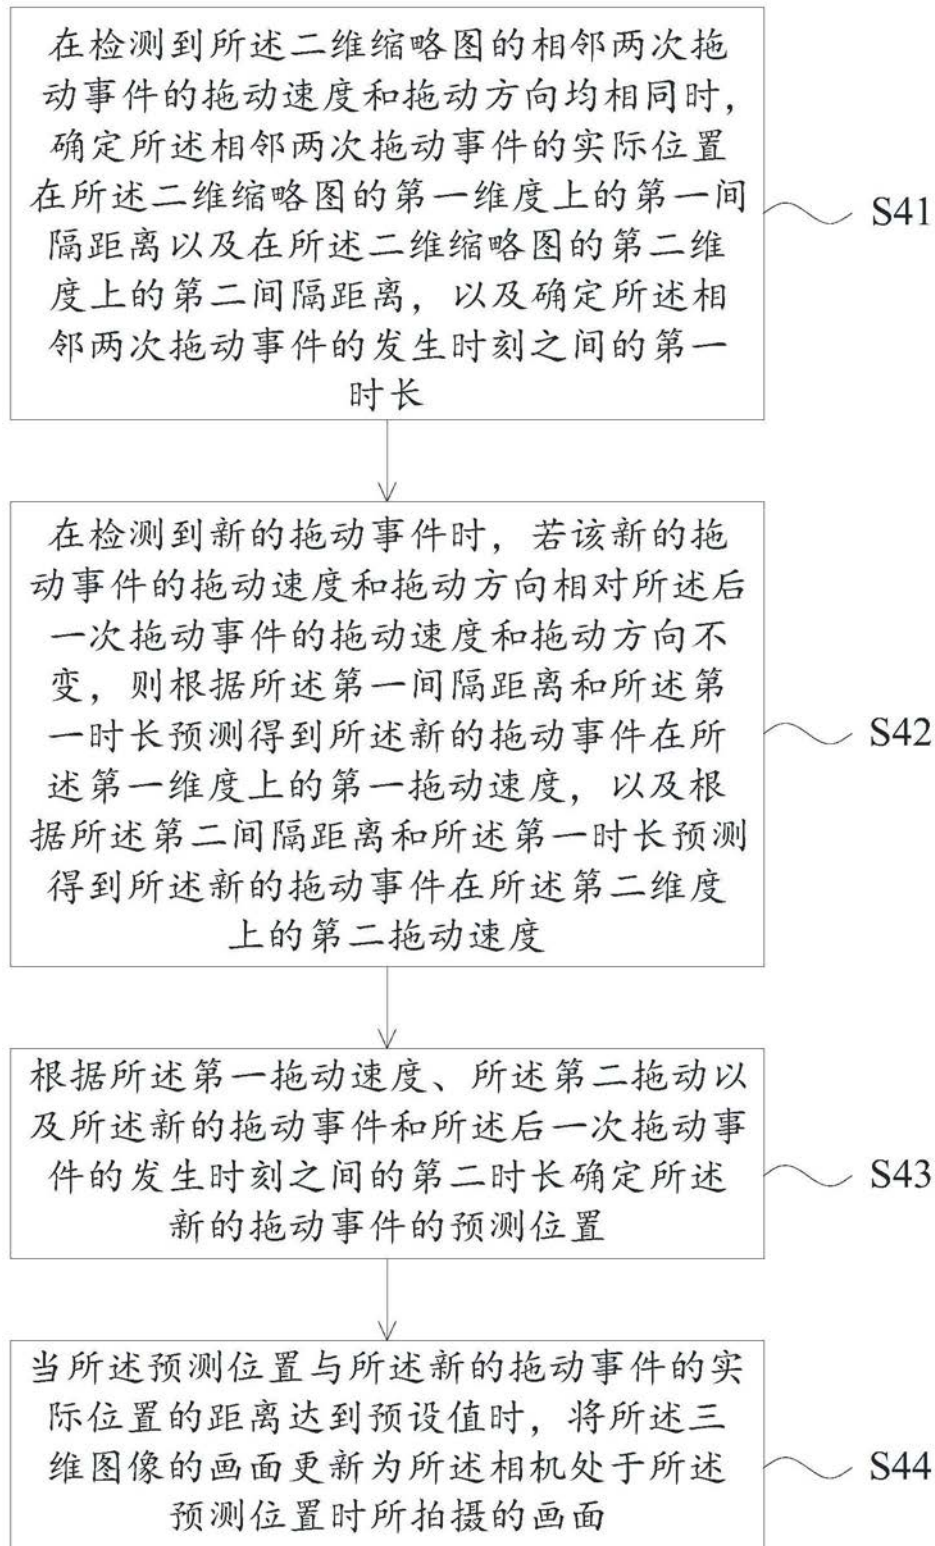 在检测到所述二维缩略图的相邻两次拖
动事件的拖动速度和拖动方向均相同时，
确定所述相邻两次拖动事件的实际位置
在所述二维缩略图的第一维度上的第一间
隔距离以及在所述二维缩略图的第二维
度上的第二间隔距离，以及确定所述相
邻两次拖动事件的发生时刻之间的第一
时长
S41
在检测到新的拖动事件时，若该新的拖
动事件的拖动速度和拖动方向相对所述后
一次拖动事件的拖动速度和拖动方向不
变，则根据所述第一间隔距离和所述第
一时长预测得到所述新的拖动事件在所
述第一维度上的第一拖动速度，以及根
据所述第二间隔距离和所述第一时长预测
得到所述新的拖动事件在所述第二维度
上的第二拖动速度
S42
根据所述第一拖动速度、所述第二拖动以
及所述新的拖动事件和所述后一次拖动事
件的发生时刻之间的第二时长确定所述
新的拖动事件的预测位置
S43
当所述预测位置与所述新的拖动事件的实
际位置的距离达到预设值时，将所述三
维图像的画面更新为所述相机处于所述
预测位置时所拍摄的画面
S44